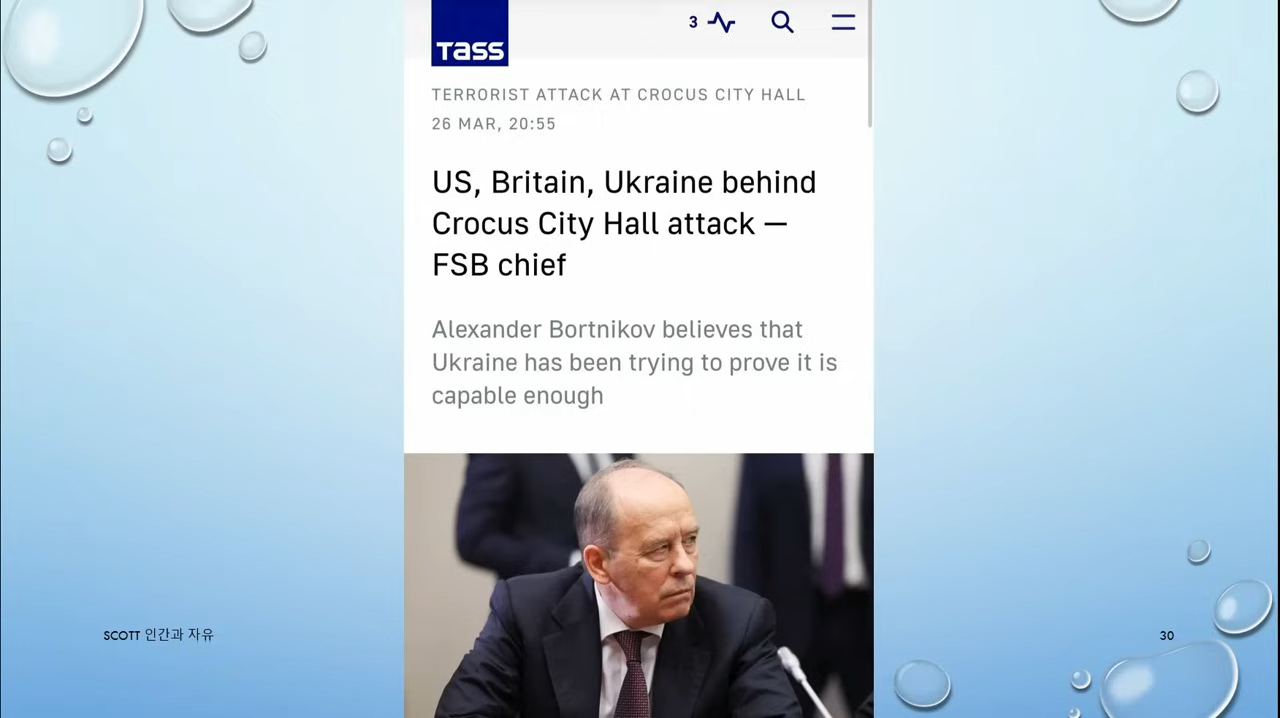 3
TASS
TERRORIST ATTACK AT CROCUS CITY HALL
26 MAR, 20:55
US, Britain, Ukraine behind
Crocus City Hall attack —
FSB chief
Alexander Bortnikov believes that
Ukraine has been trying to prove it is
capable enough
SCOTT 인간과 자유
30